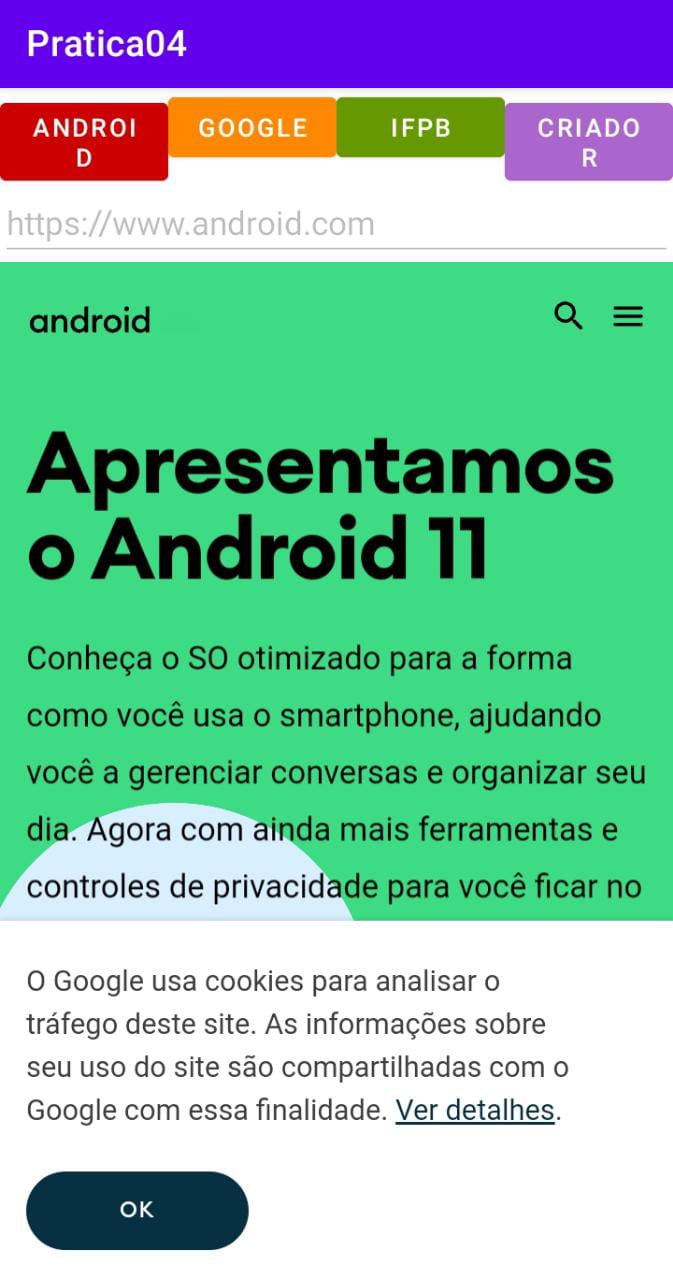 Pratica04
ANDROI
D
GOOGLE
IFPB
CRIADO
R
https://www.android.com
android
Apresentamos
o Android 11
Conheça o SO otimizado para a forma
como você usa o smartphone, ajudando
você a gerenciar conversas e organizar seu
dia. Agora com ainda mais ferramentas e
controles de privacidade para você ficar no
O Google usa cookies para analisar o
tráfego deste site. As informações sobre
seu uso do site são compartilhadas com o
Google com essa finalidade. Ver detalhes.
OK